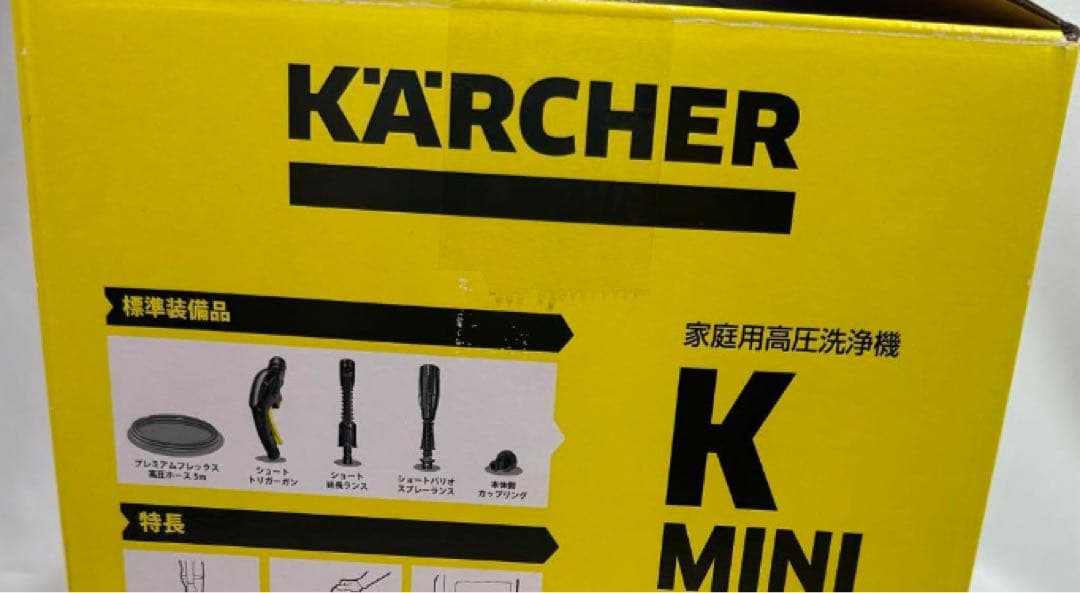 KÄRCHER
標準装備品
プレミアムフレックス
高圧ホース 5m
ショート
トリガーガン
ショート
延長ランス
ショートバリオ
スプレーランス
本体側
カップリング
家庭用高圧洗浄機
K
MINI
特長